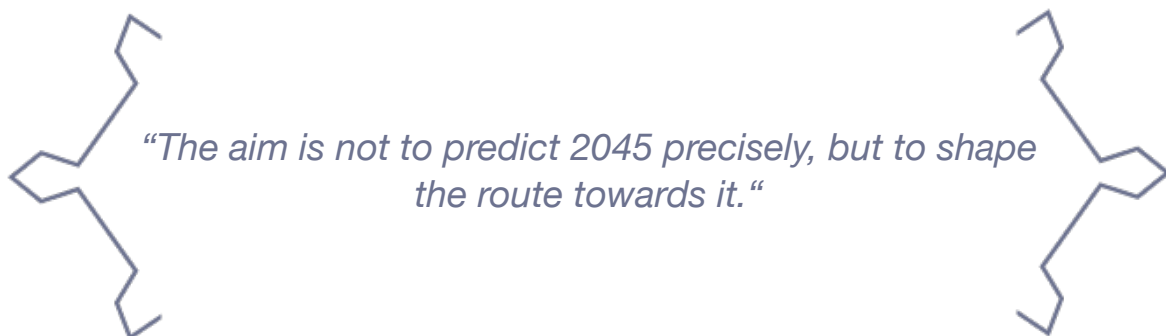 “The aim is not to predict 2045 precisely, but to shape
the route towards it.“